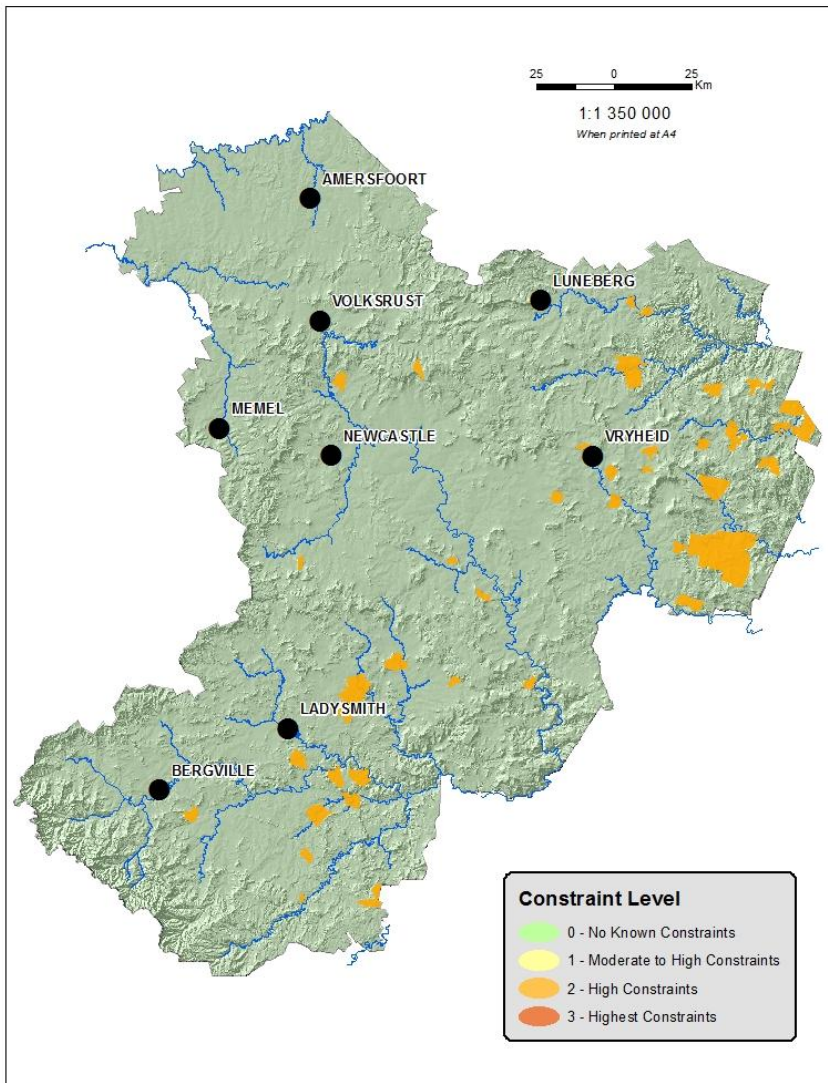 25 0 25
Km
1:1 350 000
When printed at A4
AMERSFOORT
LUNEBERG
VOLKSRUST
MEMEL
NEWCASTLE
VRYHEID
LADYSMITH
BERGVILLE
Constraint Level
0 - No Known Constraints
1 - Moderate to High Constraints
2 - High Constraints
3 - Highest Constraints